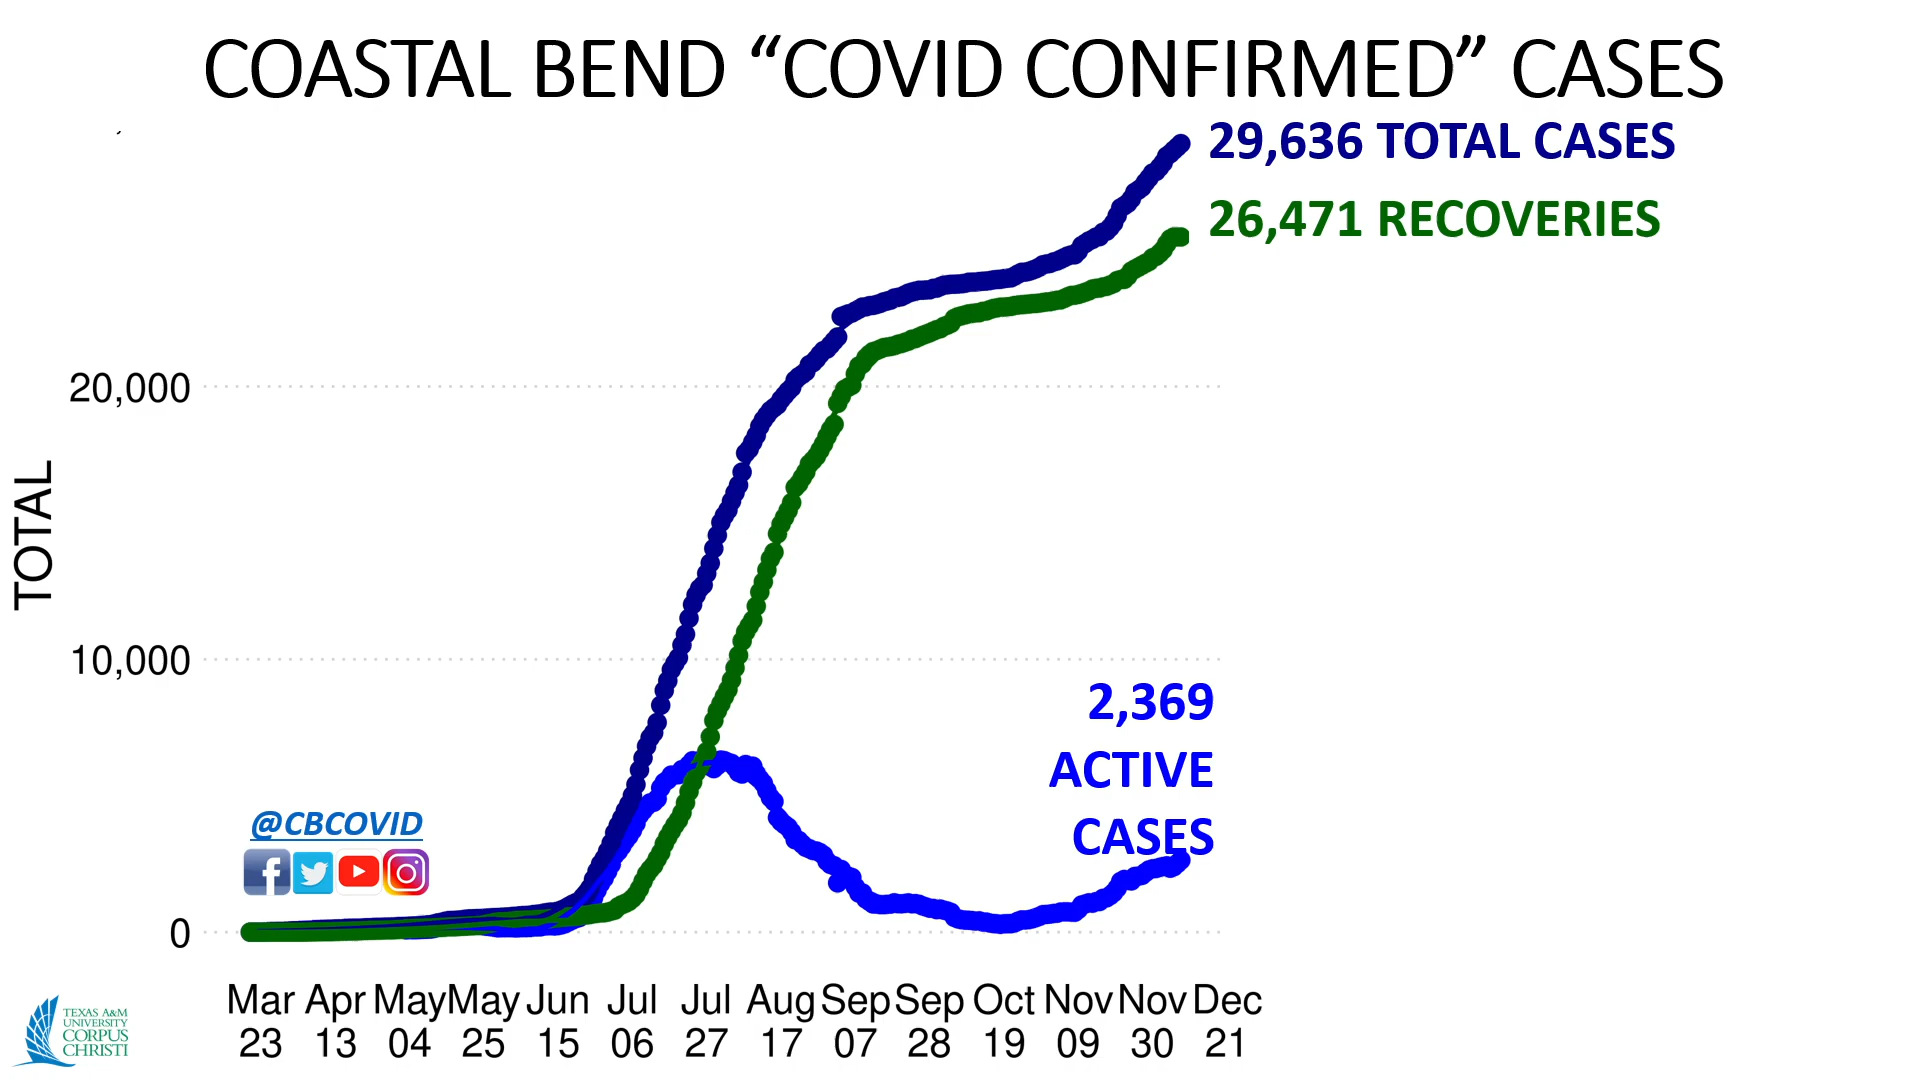 COASTAL BEND “COVID CONFIRMED” CASES
29,636 TOTAL CASES
26,471 RECOVERIES
20,000
TOTAL
10,000
2,369
ACTIVE
CASES
@CBCOVID
0
Mar Apr May May Jun Jul Jul Aug Sep Sep Oct Nov Nov Dec
23 13 04 25 15 06 27 17 07 28 19 09 30 21
TEXAS A&M
UNIVERSITY
CORPUS
CHRISTI